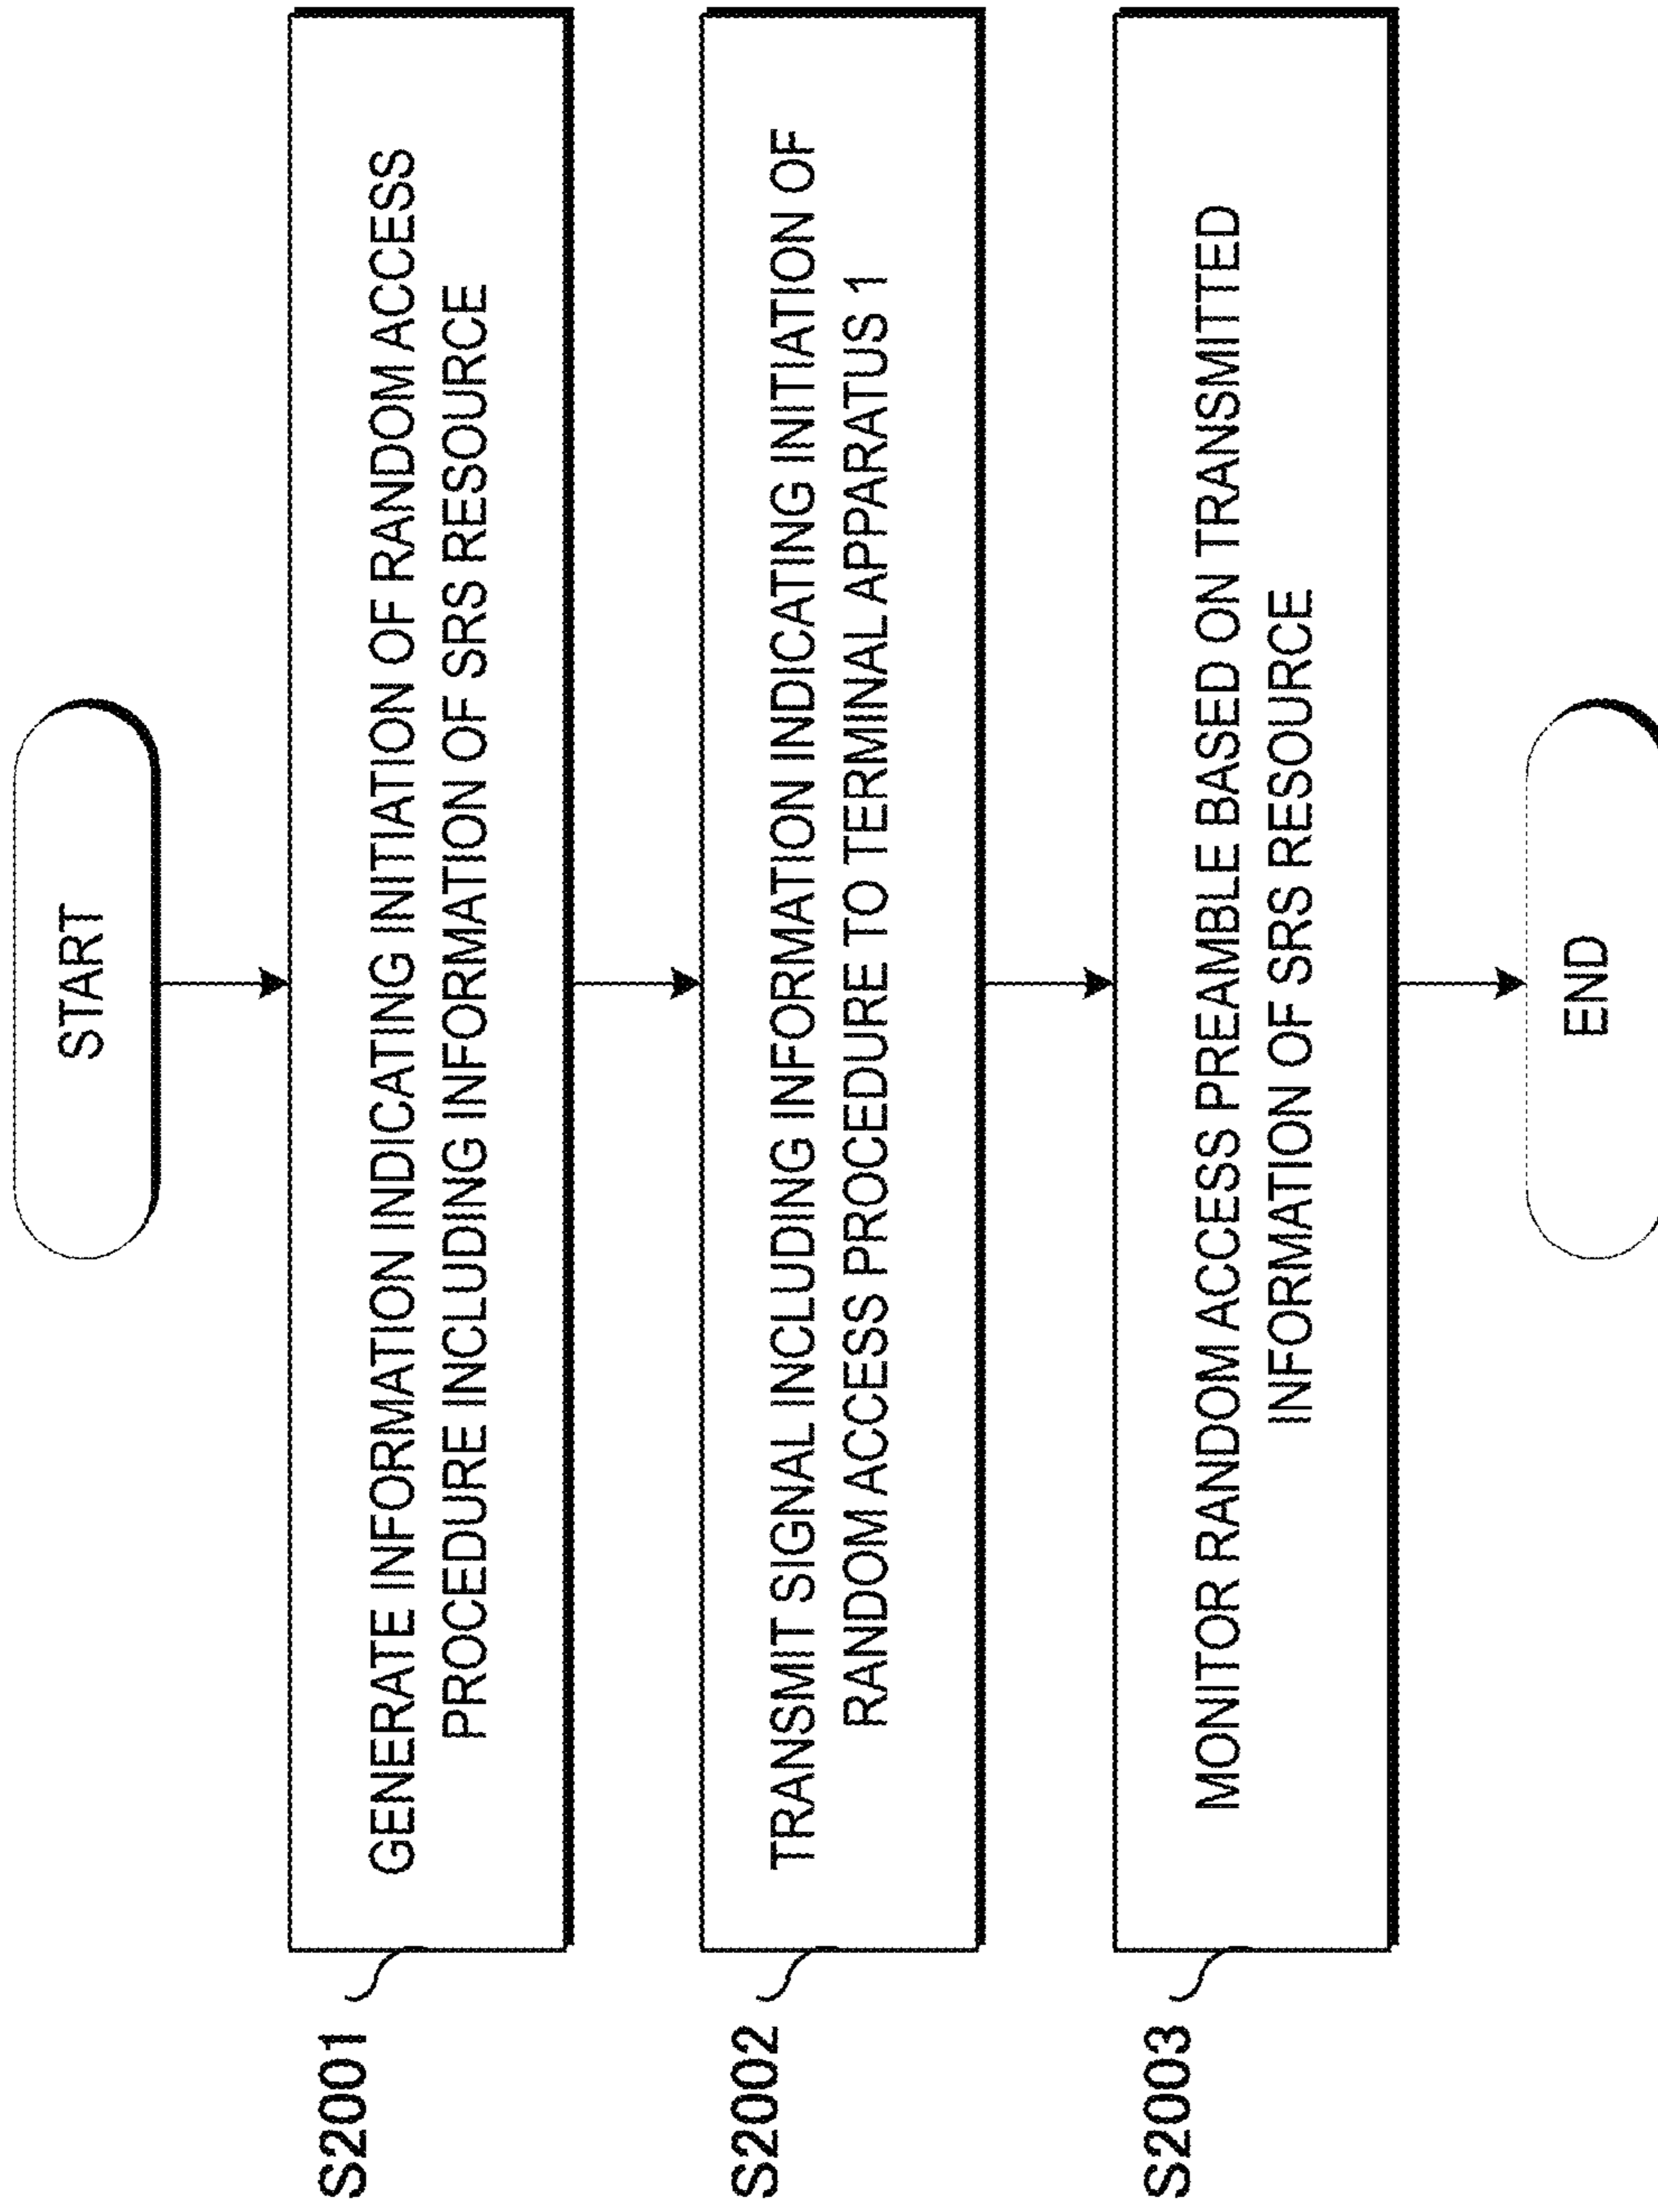 START
S2001
GENERATE INFORMATION INDICATING INITIATION OF RANDOM ACCESS
PROCEDURE INCLUDING INFORMATION OF SRS RESOURCE
S2002
TRANSMIT SIGNAL INCLUDING INFORMATION INDICATING INITIATION OF
RANDOM ACCESS PROCEDURE TO TERMINAL APPARATUS 1
S2003
MONITOR RANDOM ACCESS PREAMBLE BASED ON TRANSMITTED
INFORMATION OF SRS RESOURCE
END